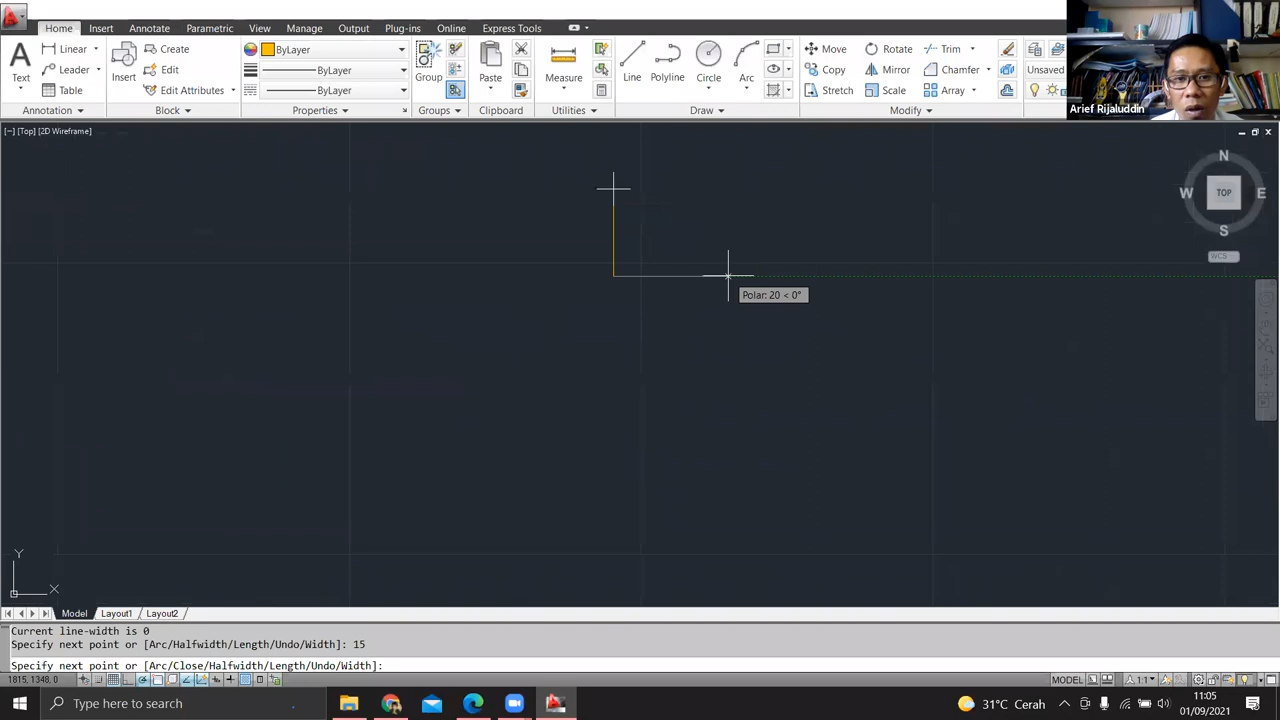 Home Insert Annotate Parametric View Manage Output Plug-ins Online Express Tools
A Linear Create ByLayer Move Rotate Trim
Leader Edit ByLayer Copy Mirror Chamfer Unsaved
Text Table Insert Edit Attributes ByLayer Group Paste Measure Line Polyline Circle Arc Stretch Scale Array
Annotation Block Properties Groups Clipboard Utilities Draw Modify
Arief Rijaluddin
[−] [Top] [2D Wireframe]
N
W TOP E
S
WCS
Polar: 20 < 0°
Y
X
Model Layout1 Layout2
Current line-width is 0
Specify next point or [Arc/Halfwidth/Length/Undo/Width]: 15
Specify next point or [Arc/Close/Halfwidth/Length/Undo/Width]:
1815, 1348, 0 MODEL 1:1
Type here to search 31°C Cerah 11:05
01/09/2021